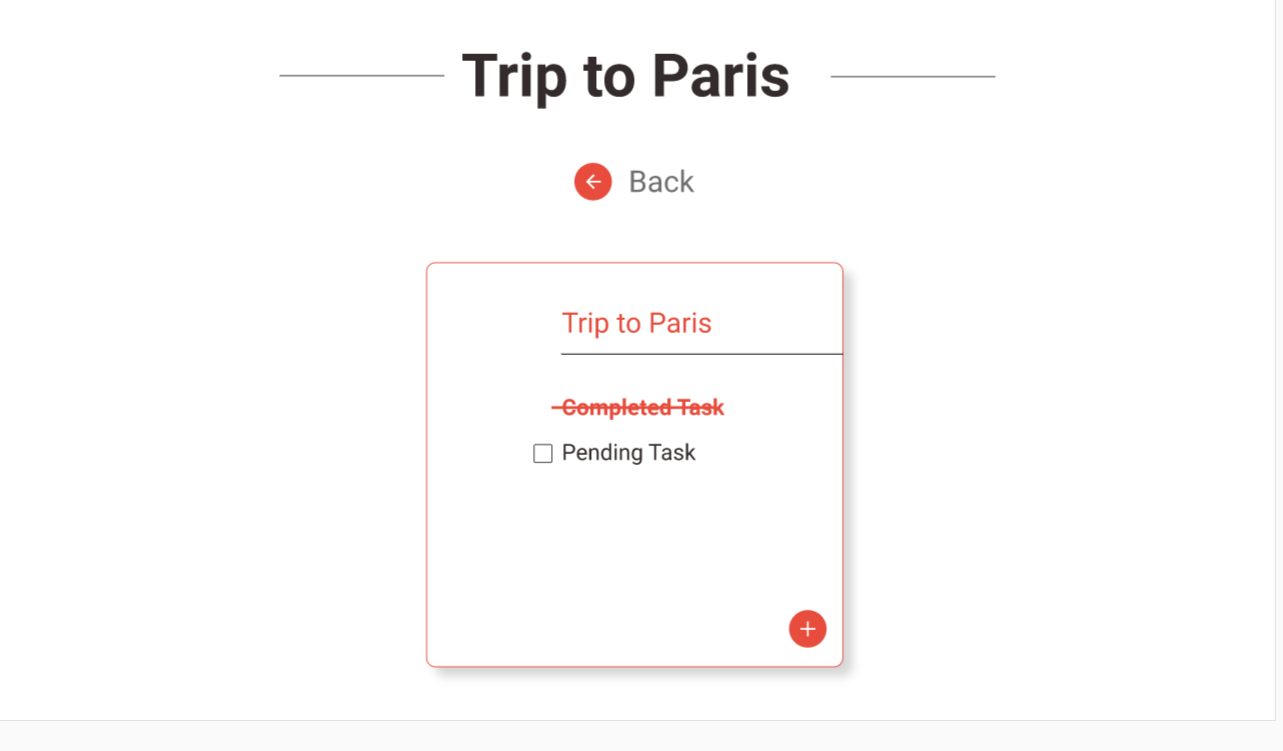 Trip to Paris
Back
Trip to Paris
Completed Task
Pending Task